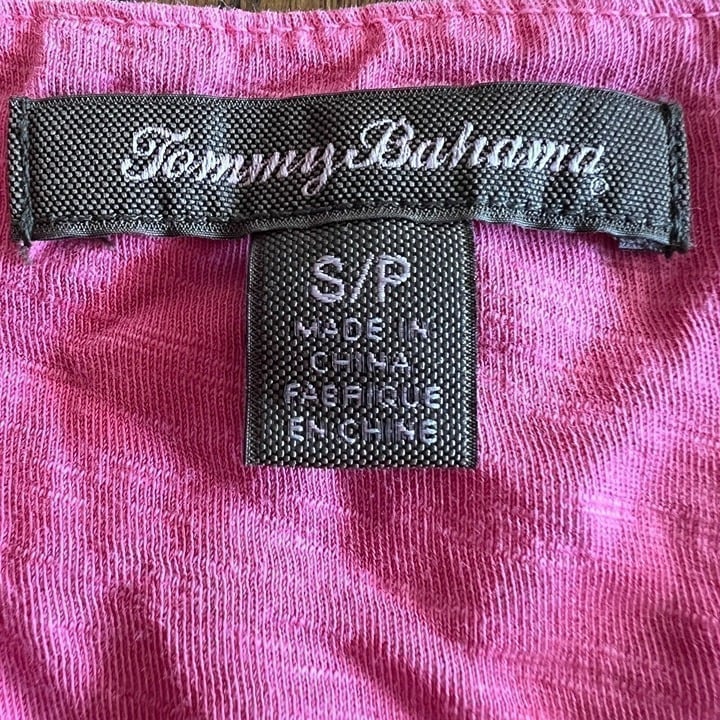 Tommy Bahama®
S/P
MADE IN
CHINA
FABRIQUE
EN CHINE